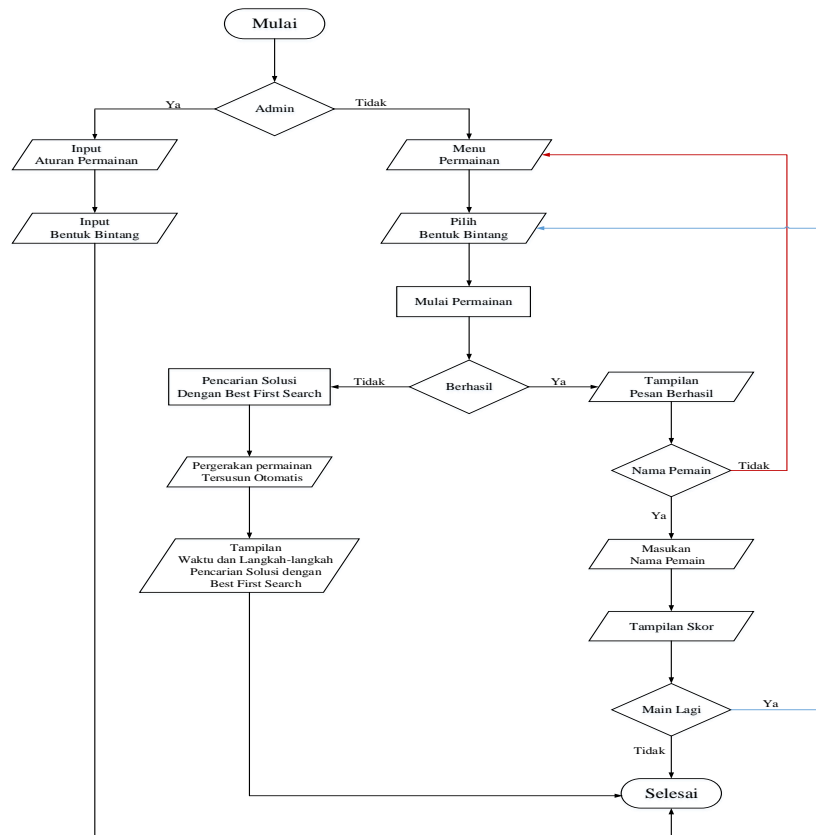 Mulai
Admin
Ya
Tidak
Input
Aturan Permainan
Menu
Permainan
Input
Bentuk Bintang
Pilih
Bentuk Bintang
Mulai Permainan
Pencarian Solusi
Dengan Best First Search
Tidak
Berhasil
Ya
Tampilan
Pesan Berhasil
Pergerakan permainan
Tersusun Otomatis
Nama Pemain
Tidak
Ya
Tampilan
Waktu dan Langkah-langkah
Pencarian Solusi dengan
Best First Search
Masukan
Nama Pemain
Tampilan Skor
Main Lagi
Ya
Tidak
Selesai